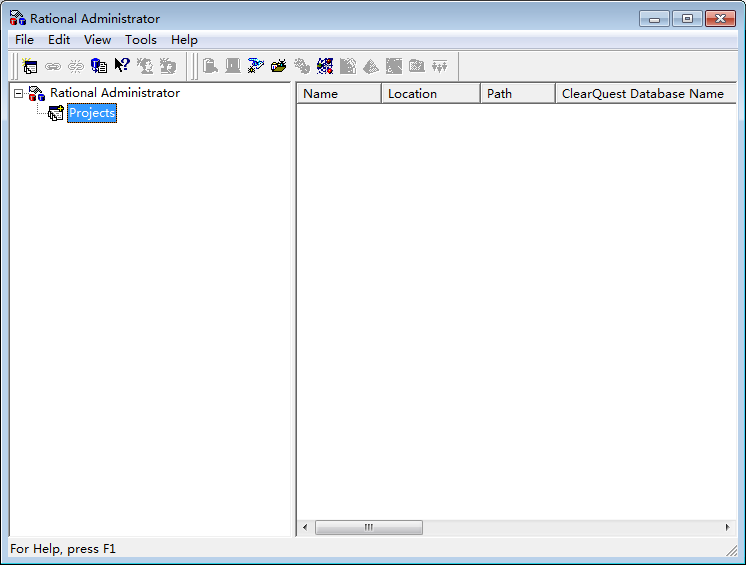 Rational Administrator
File Edit View Tools Help
Rational Administrator
Projects
Name Location Path ClearQuest Database Name
For Help, press F1